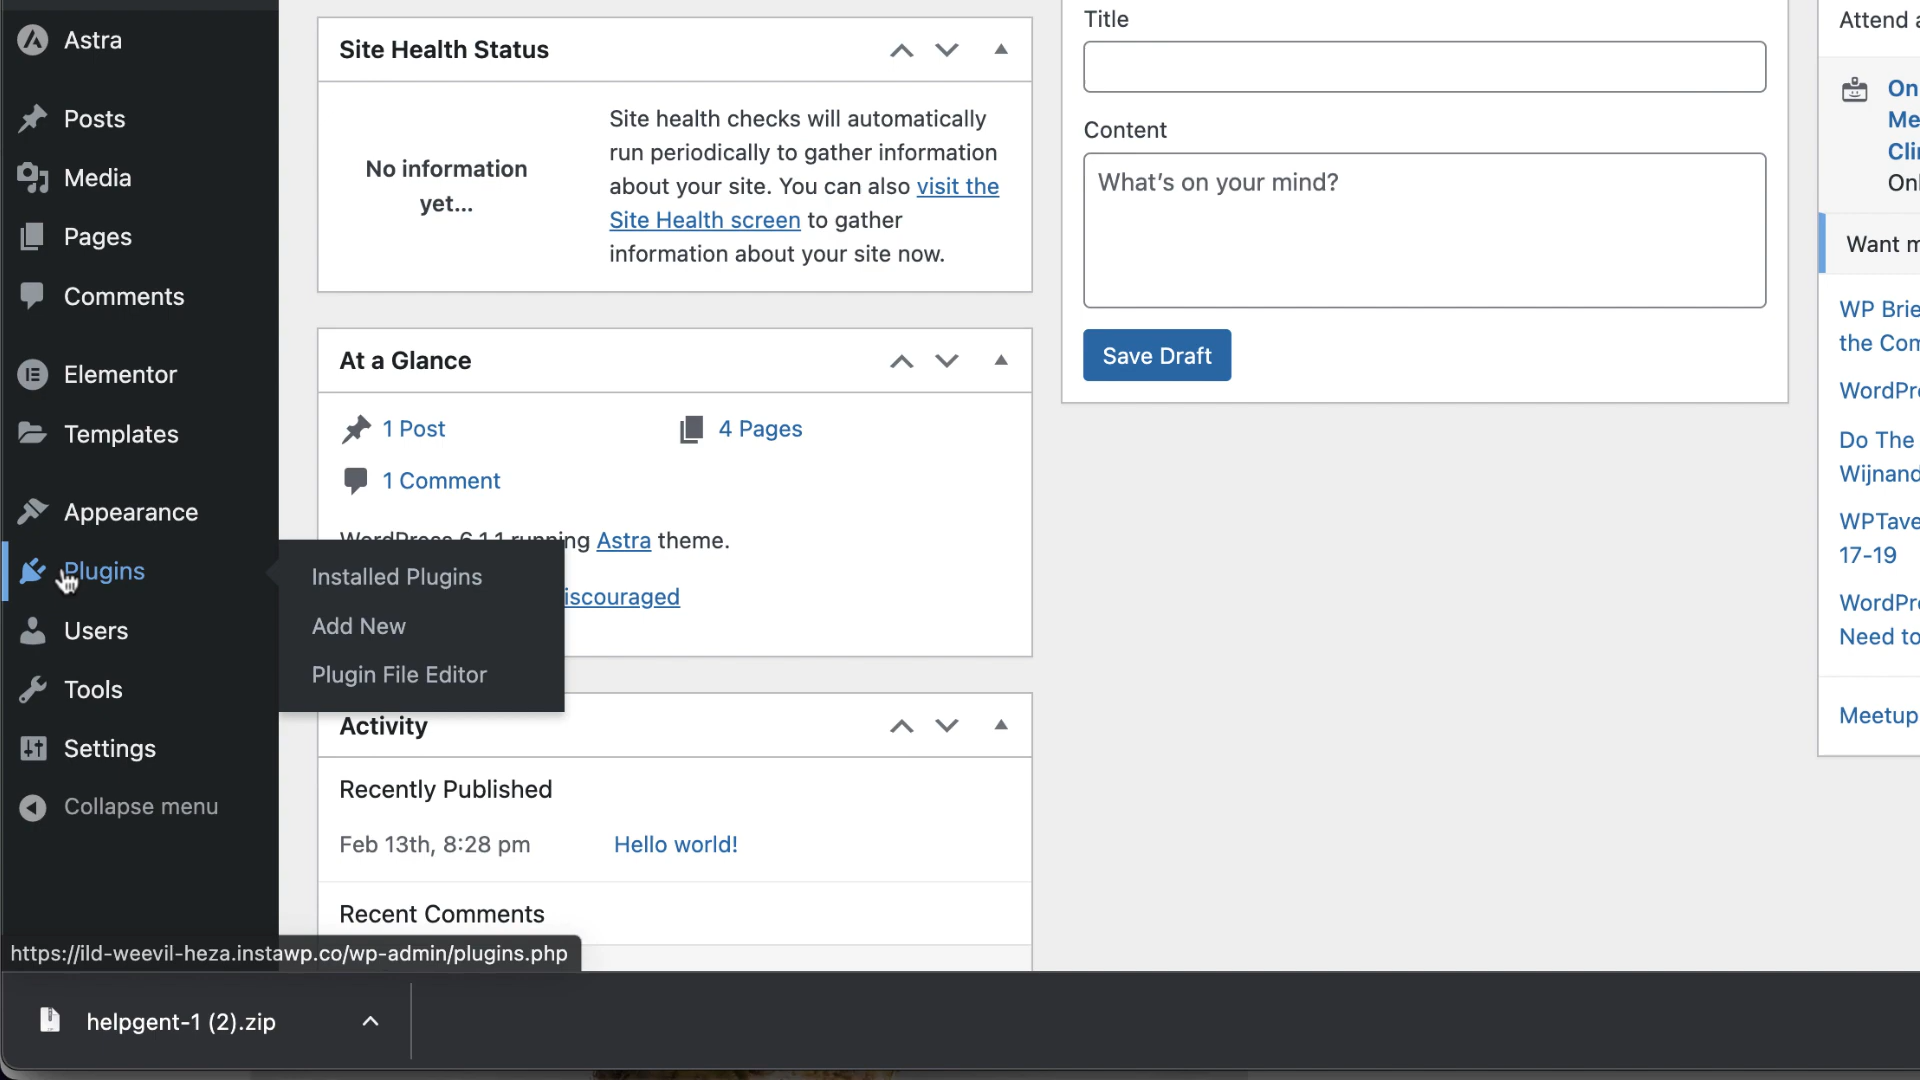 Astra
Posts
Media
Pages
Comments
Elementor
Templates
Appearance
Plugins
Users
Tools
Settings
Collapse menu
Installed Plugins
Add New
Plugin File Editor
Site Health Status
No information
yet...
Site health checks will automatically
run periodically to gather information
about your site. You can also visit the
Site Health screen to gather
information about your site now.
At a Glance
1 Post
4 Pages
1 Comment
WordPress 6.1.1 running Astra theme.
iscouraged
Activity
Recently Published
Feb 13th, 8:28 pm
Hello world!
Recent Comments
Title
Content
What's on your mind?
Save Draft
Attend a
On
Me
Cli
Onl
Want m
WP Brie
the Com
WordPre
Do The
Wijnand
WPTave
17-19
WordPre
Need to
Meetup
https://ild-weevil-heza.instawp.co/wp-admin/plugins.php
helpgent-1 (2).zip